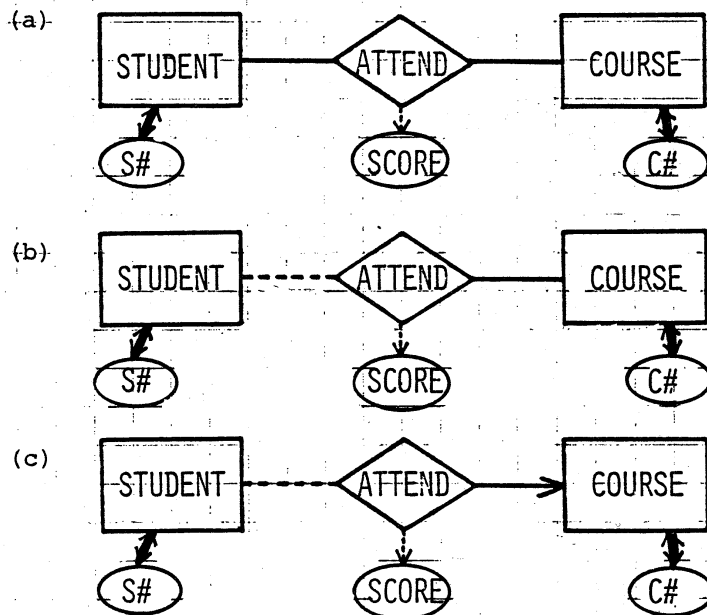 (a)
STUDENT ATTEND COURSE
S# SCORE C#
(b)
STUDENT ATTEND COURSE
S# SCORE C#
(c)
STUDENT ATTEND COURSE
S# SCORE C#